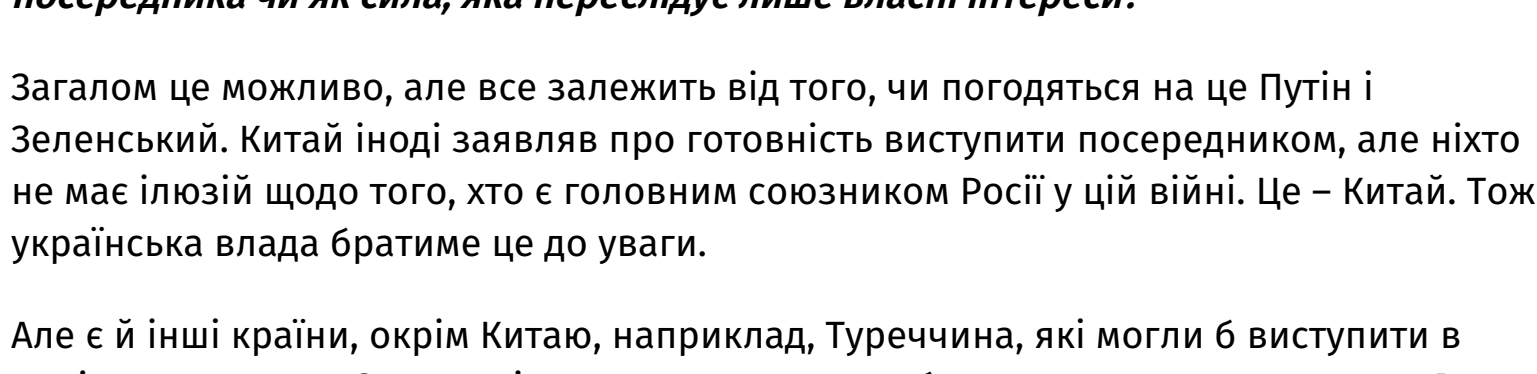 посередника чи як сила, яка переслідує лише власні інтереси?
Загалом це можливо, але все залежить від того, чи погодяться на це Путін і
Зеленський. Китай іноді заявляв про готовність виступити посередником, але ніхто
не має ілюзій щодо того, хто є головним союзником Росії у цій війні. Це – Китай. Тож
українська влада братиме це до уваги.
Але є й інші країни, окрім Китаю, наприклад, Туреччина, які могли б виступити в